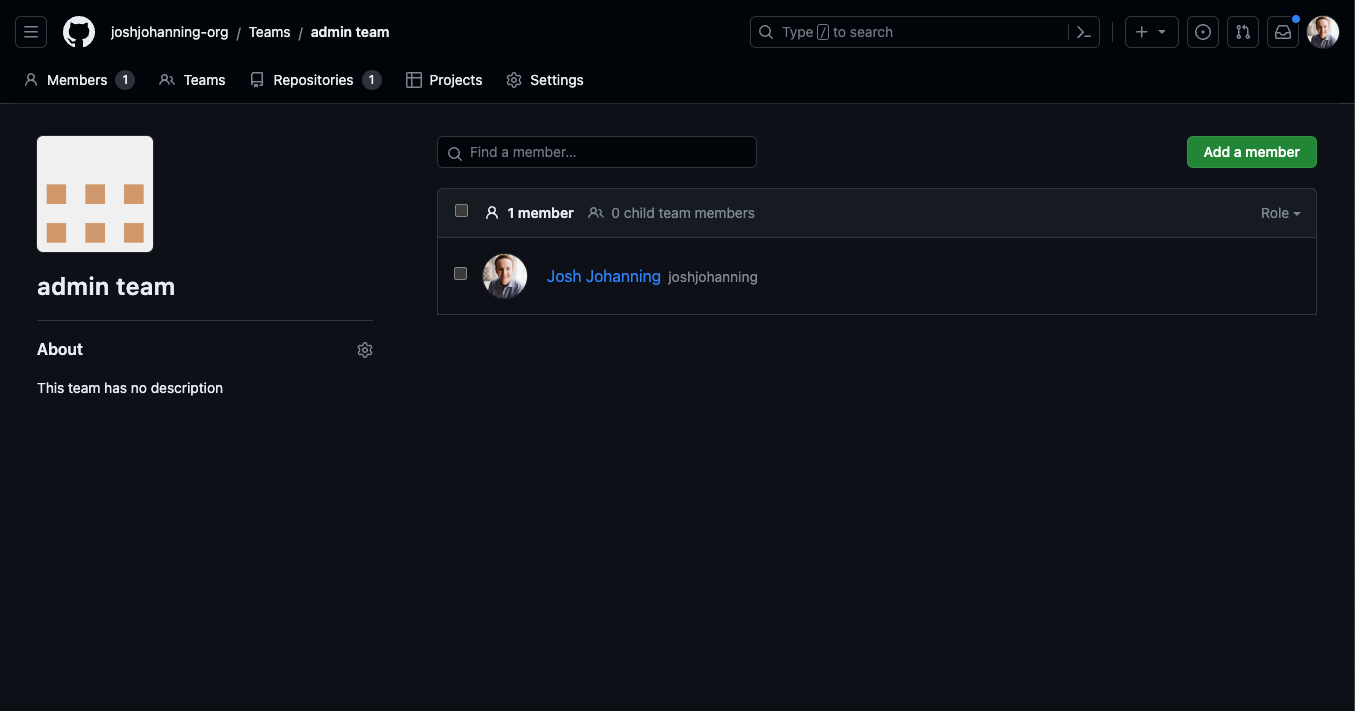 joshjohanning-org / Teams / admin team
Type / to search
Members 1 Teams Repositories 1 Projects Settings
Find a member...
Add a member
1 member 0 child team members Role
admin team
Josh Johanning joshjohanning
About
This team has no description